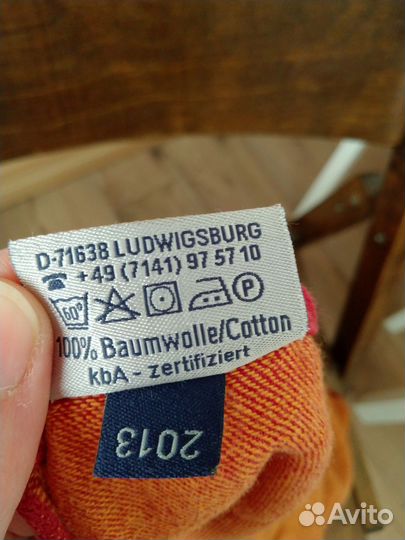 D-71638 LUDWIGSBURG
☎ +49 (7141) 97 57 10
60° P
100% Baumwolle/Cotton
kbA - zertifiziert
2013
Avito